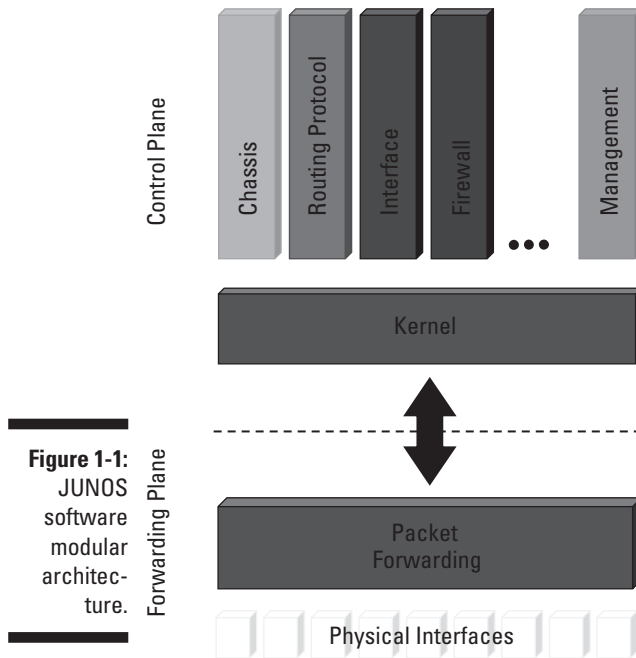 Control Plane
Chassis
Routing Protocol
Interface
Firewall
•••
Management
Kernel
Figure 1-1:
JUNOS
software
modular
architec-
ture.
Forwarding Plane
Packet
Forwarding
Physical Interfaces